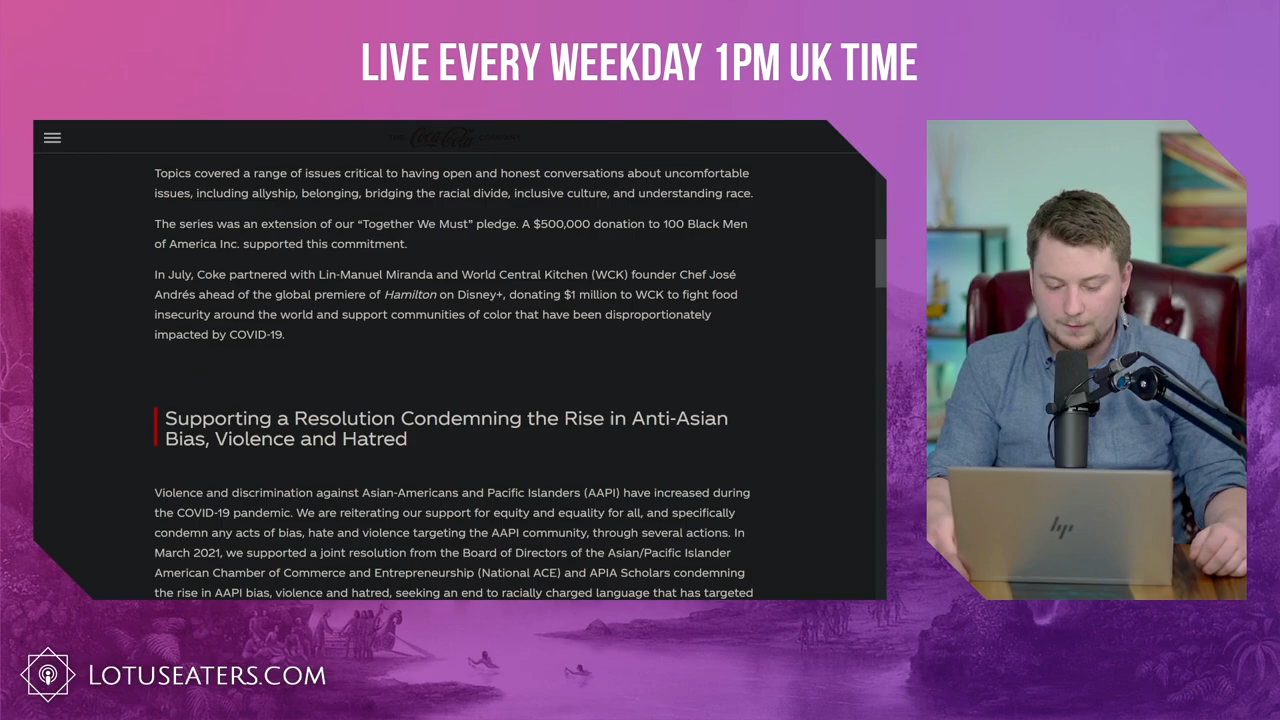 LIVE EVERY WEEKDAY 1PM UK TIME
THE Coca-Cola COMPANY
Topics covered a range of issues critical to having open and honest conversations about uncomfortable
issues, including allyship, belonging, bridging the racial divide, inclusive culture, and understanding race.
The series was an extension of our “Together We Must” pledge. A $500,000 donation to 100 Black Men
of America Inc. supported this commitment.
In July, Coke partnered with Lin-Manuel Miranda and World Central Kitchen (WCK) founder Chef José
Andrés ahead of the global premiere of Hamilton on Disney+, donating $1 million to WCK to fight food
insecurity around the world and support communities of color that have been disproportionately
impacted by COVID-19.
Supporting a Resolution Condemning the Rise in Anti-Asian
Bias, Violence and Hatred
Violence and discrimination against Asian-Americans and Pacific Islanders (AAPI) have increased during
the COVID-19 pandemic. We are reiterating our support for equity and equality for all, and specifically
condemn any acts of bias, hate and violence targeting the AAPI community, through several actions. In
March 2021, we supported a joint resolution from the Board of Directors of the Asian/Pacific Islander
American Chamber of Commerce and Entrepreneurship (National ACE) and APIA Scholars condemning
the rise in AAPI bias, violence and hatred, seeking an end to racially charged language that has targeted
hp
LOTUSEATERS.COM